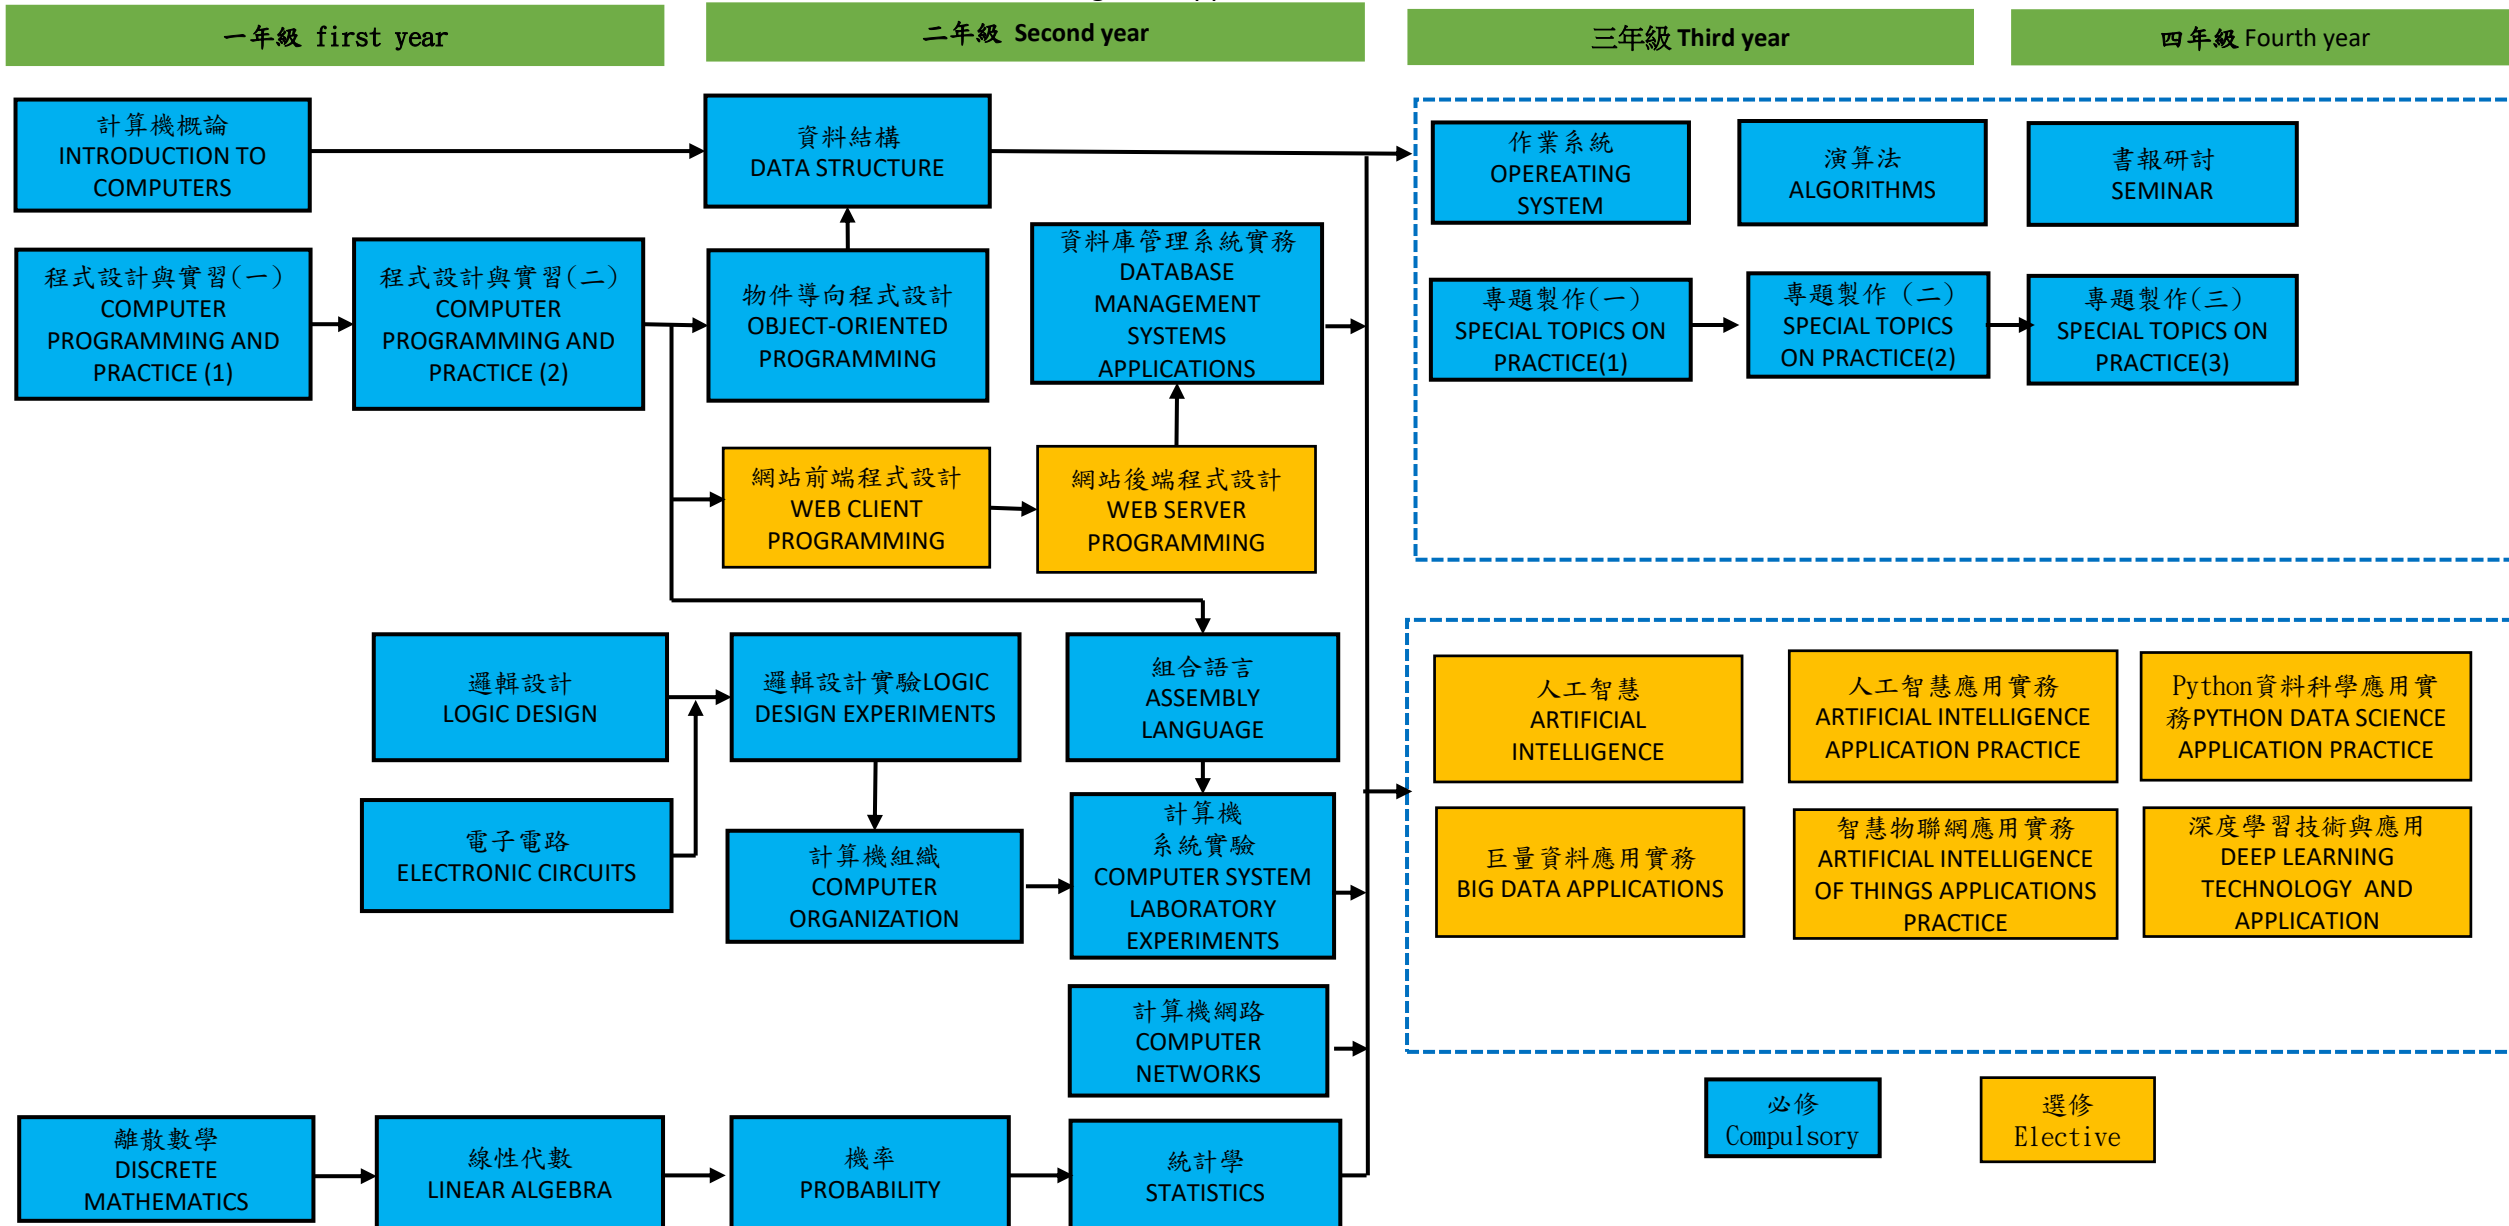 一年級 first year
二年級 Second year
三年級 Third year
四年級 Fourth year
計算機概論
INTRODUCTION TO
COMPUTERS
資料結構
DATA STRUCTURE
作業系統
OPEREATING
SYSTEM
演算法
ALGORITHMS
書報研討
SEMINAR
程式設計與實習(一)
COMPUTER
PROGRAMMING AND
PRACTICE (1)
程式設計與實習(二)
COMPUTER
PROGRAMMING AND
PRACTICE (2)
物件導向程式設計
OBJECT-ORIENTED
PROGRAMMING
資料庫管理系統實務
DATABASE
MANAGEMENT
SYSTEMS
APPLICATIONS
專題製作(一)
SPECIAL TOPICS ON
PRACTICE(1)
專題製作 (二)
SPECIAL TOPICS
ON PRACTICE(2)
專題製作(三)
SPECIAL TOPICS ON
PRACTICE(3)
網站前端程式設計
WEB CLIENT
PROGRAMMING
網站後端程式設計
WEB SERVER
PROGRAMMING
邏輯設計
LOGIC DESIGN
邏輯設計實驗LOGIC
DESIGN EXPERIMENTS
組合語言
ASSEMBLY
LANGUAGE
人工智慧
ARTIFICIAL
INTELLIGENCE
人工智慧應用實務
ARTIFICIAL INTELLIGENCE
APPLICATION PRACTICE
Python資料科學應用實
務PYTHON DATA SCIENCE
APPLICATION PRACTICE
電子電路
ELECTRONIC CIRCUITS
計算機組織
COMPUTER
ORGANIZATION
計算機
系統實驗
COMPUTER SYSTEM
LABORATORY
EXPERIMENTS
巨量資料應用實務
BIG DATA APPLICATIONS
智慧物聯網應用實務
ARTIFICIAL INTELLIGENCE
OF THINGS APPLICATIONS
PRACTICE
深度學習技術與應用
DEEP LEARNING
TECHNOLOGY AND
APPLICATION
計算機網路
COMPUTER
NETWORKS
必修
Compulsory
選修
Elective
離散數學
DISCRETE
MATHEMATICS
線性代數
LINEAR ALGEBRA
機率
PROBABILITY
統計學
STATISTICS